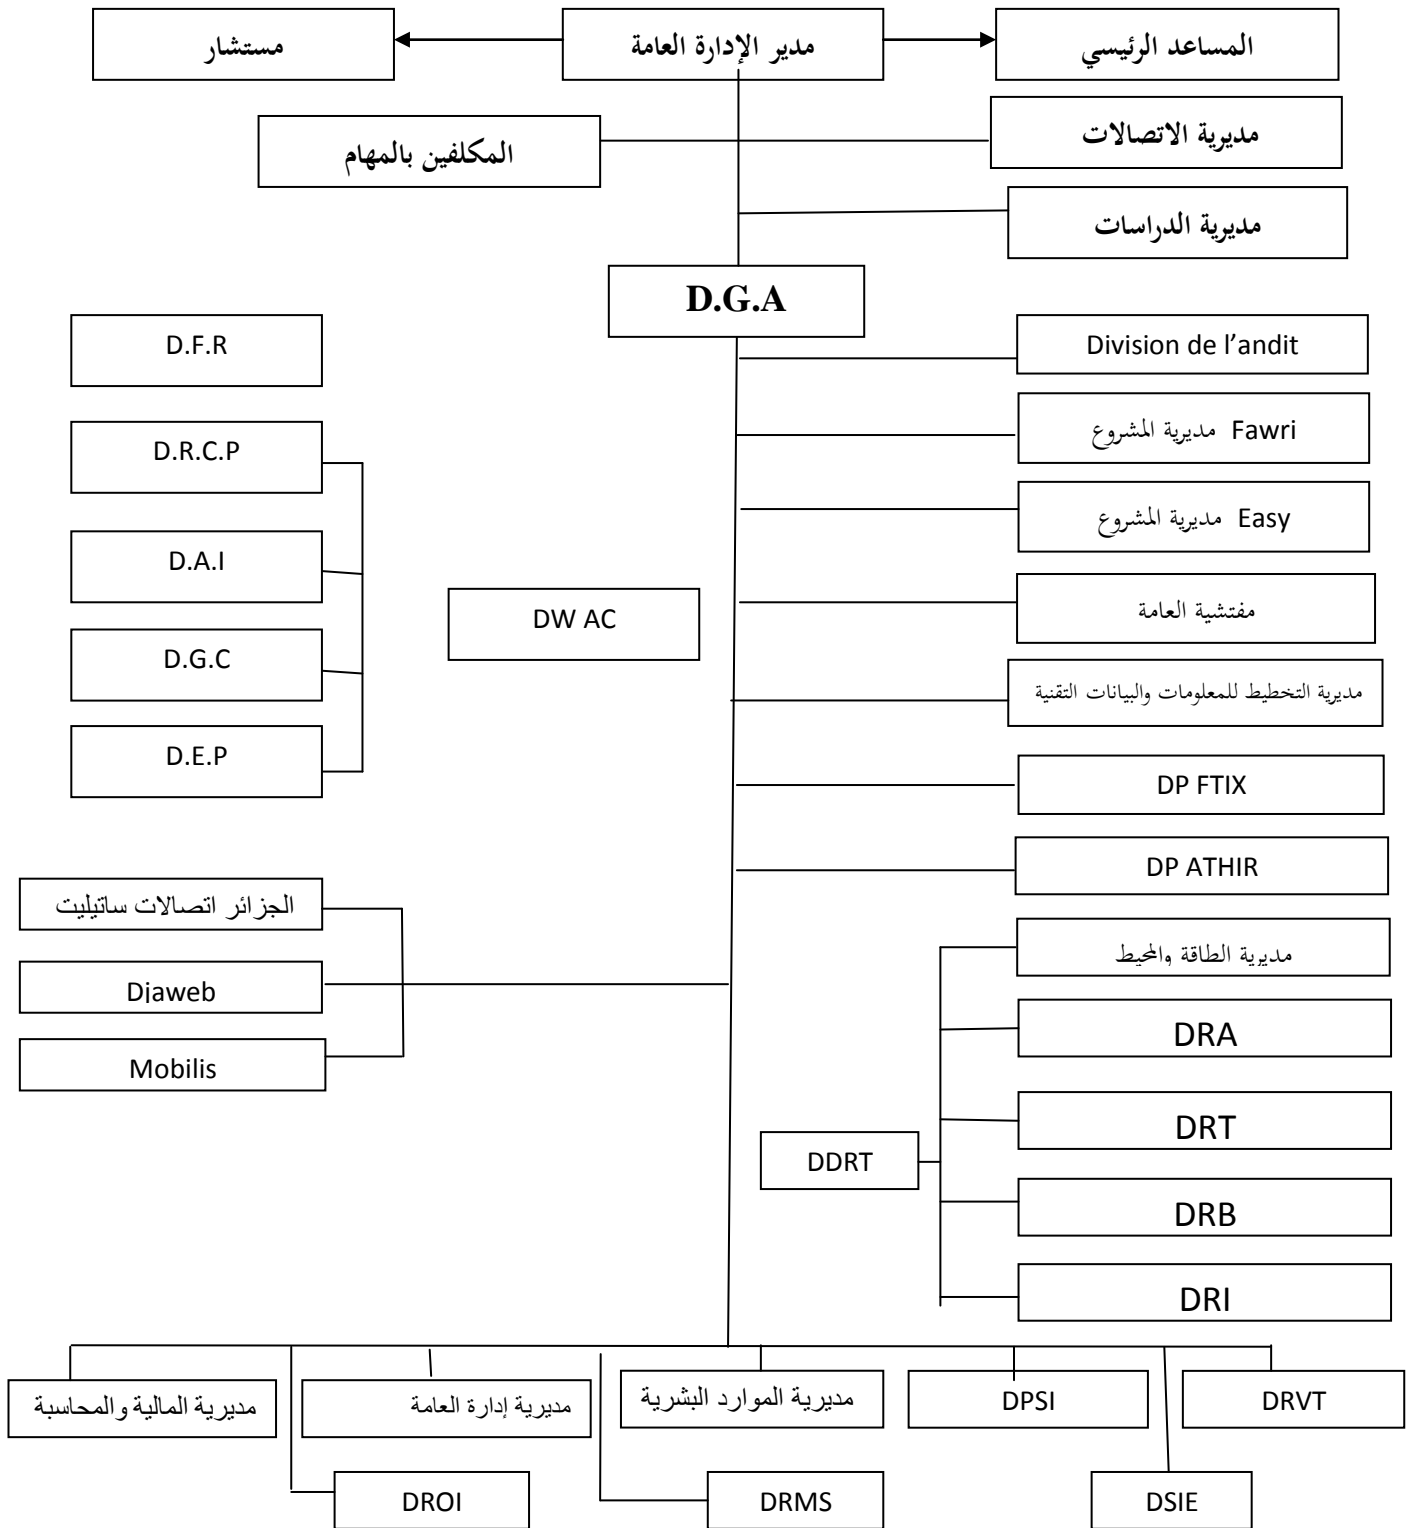 المساعد الرئيسي
مدير الإدارة العامة
مستشار
مديرية الاتصالات
المكلفين بالمهام
مديرية الدراسات
D.G.A
D.F.R
Division de l’andit
D.R.C.P
مديرية المشروع Fawri
D.A.I
مديرية المشروع Easy
DW AC
مفتشية العامة
D.G.C
مديرية التخطيط للمعلومات والبيانات التقنية
D.E.P
DP FTIX
DP ATHIR
الجزائر اتصالات ساتيليت
مديرية الطاقة والمحيط
Djaweb
DRA
Mobilis
DRT
DDRT
DRB
DRI
مديرية المالية والمحاسبة
مديرية إدارة العامة
مديرية الموارد البشرية
DPSI
DRVT
DROI
DRMS
DSIE